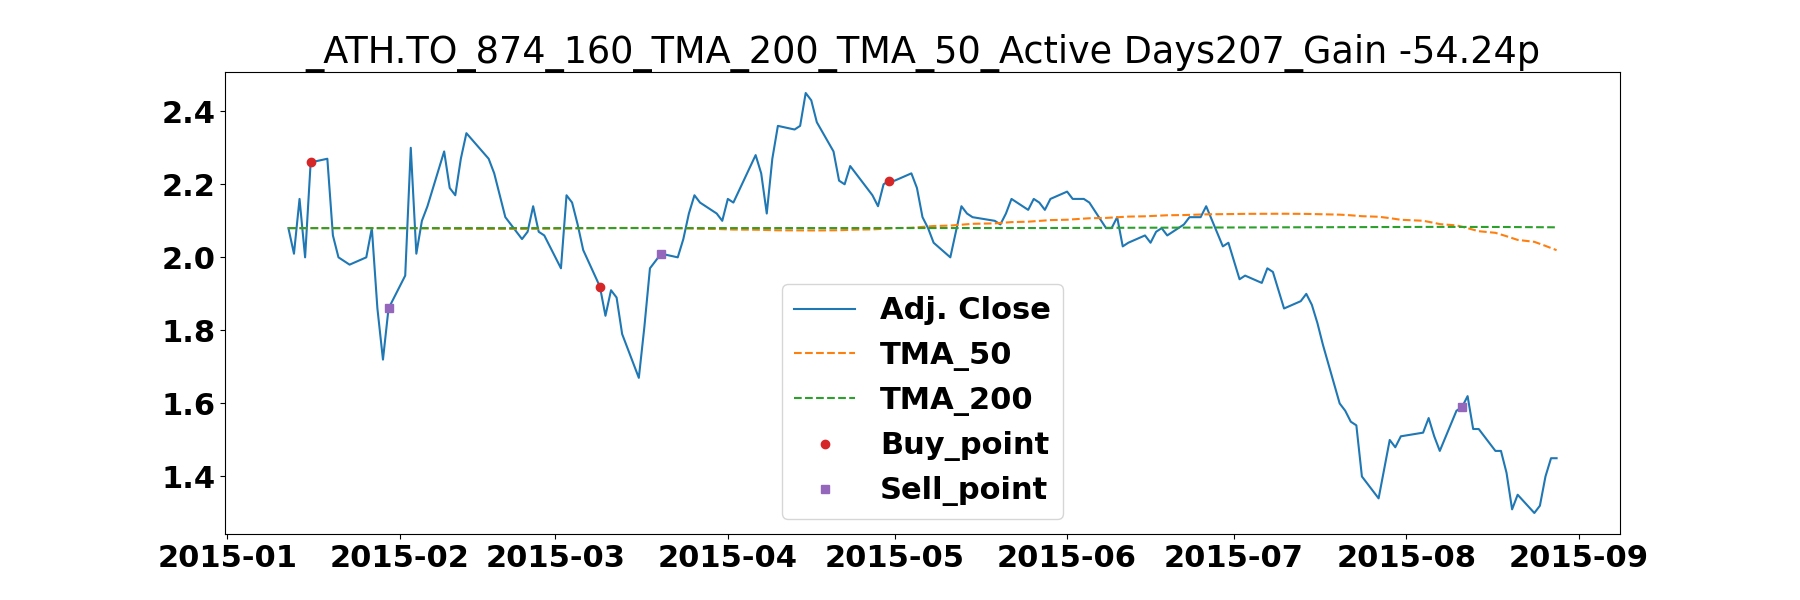 _ATH.TO_874_160_TMA_200_TMA_50_Active Days207_Gain -54.24p
2.4
2.2
2.0
1.8
1.6
1.4
Adj. Close
TMA_50
TMA_200
Buy_point
Sell_point
2015-01 2015-02 2015-03 2015-04 2015-05 2015-06 2015-07 2015-08 2015-09